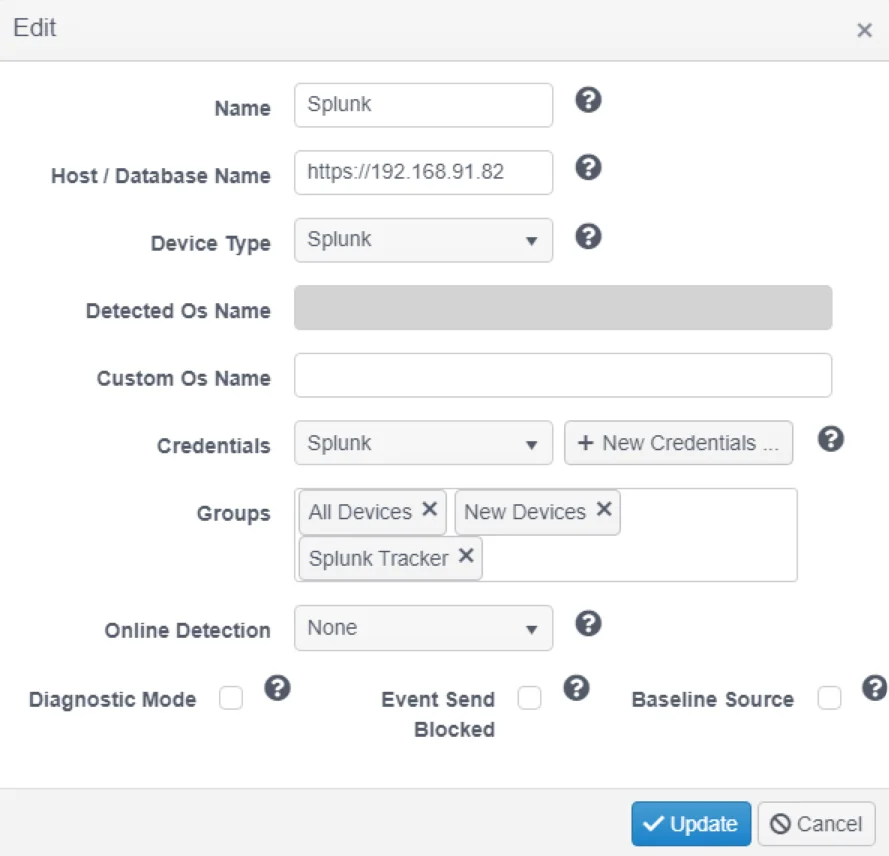 Edit ×
Name Splunk ?
Host / Database Name https://192.168.91.82 ?
Device Type Splunk ?
Detected Os Name
Custom Os Name
Credentials Splunk + New Credentials ... ?
Groups All Devices × New Devices ×
Splunk Tracker ×
Online Detection None ?
Diagnostic Mode ? Event Send ? Baseline Source ?
Blocked
Update Cancel